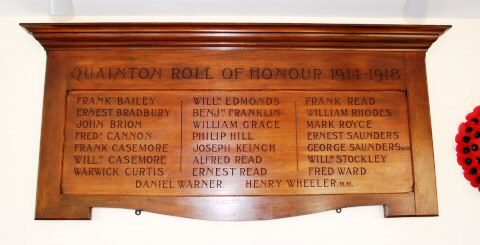 QUAINTON ROLL OF HONOUR 1914-1918
FRANK BAILEY
ERNEST BRADBURY
JOHN BRION
FREDK. CANNON
FRANK CASEMORE
WILLM. CASEMORE
WARWICK CURTIS
WILLM. EDMONDS
BENJN. FRANKLIN
WILLIAM GRACE
PHILIP HILL
JOSEPH KEINCH
ALFRED READ
ERNEST READ
FRANK READ
WILLIAM RHODES
MARK ROYCE
ERNEST SAUNDERS
GEORGE SAUNDERS
WILLM. STOCKLEY
FRED WARD
DANIEL WARNER. HENRY WHEELER. M.M.